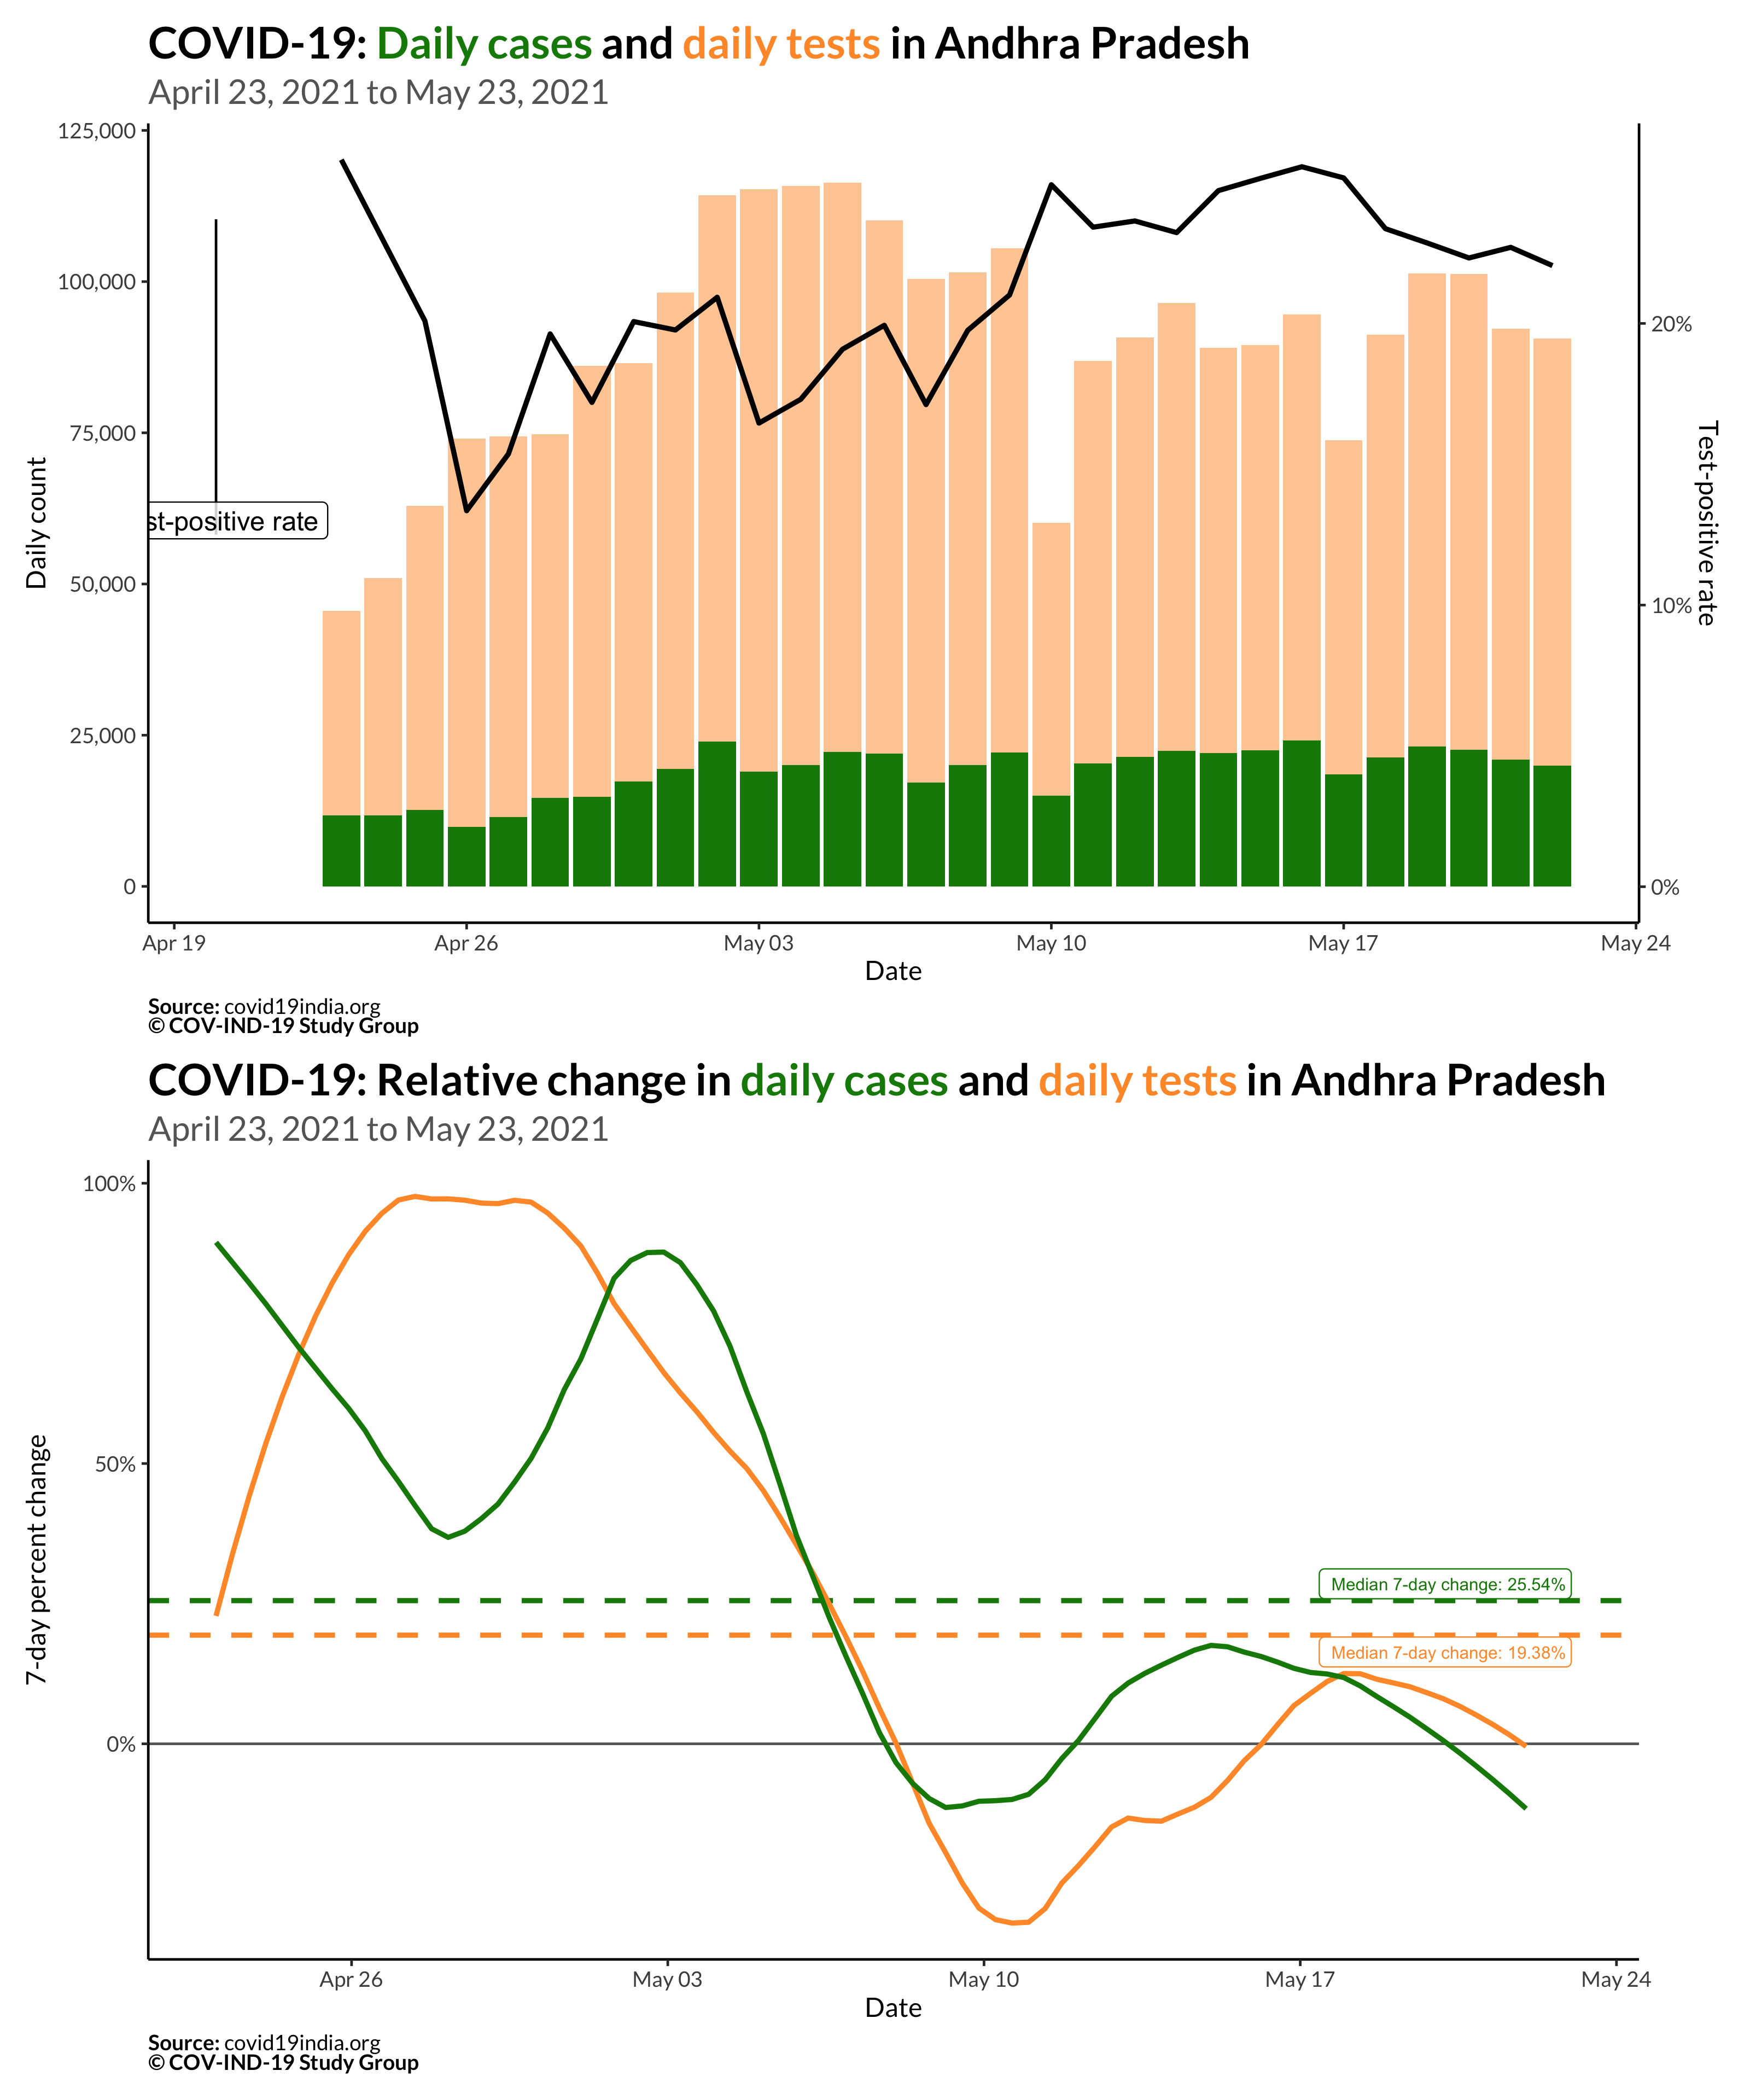 COVID-19: Daily cases and daily tests in Andhra Pradesh
April 23, 2021 to May 23, 2021
125,000
100,000
75,000
50,000
25,000
0
Daily count
st-positive rate
20%
10%
0%
Test-positive rate
Apr 19
Apr 26
May 03
May 10
May 17
May 24
Date
Source: covid19india.org
© COV-IND-19 Study Group
COVID-19: Relative change in daily cases and daily tests in Andhra Pradesh
April 23, 2021 to May 23, 2021
100%
50%
0%
7-day percent change
Median 7-day change: 25.54%
Median 7-day change: 19.38%
Apr 26
May 03
May 10
May 17
May 24
Date
Source: covid19india.org
© COV-IND-19 Study Group